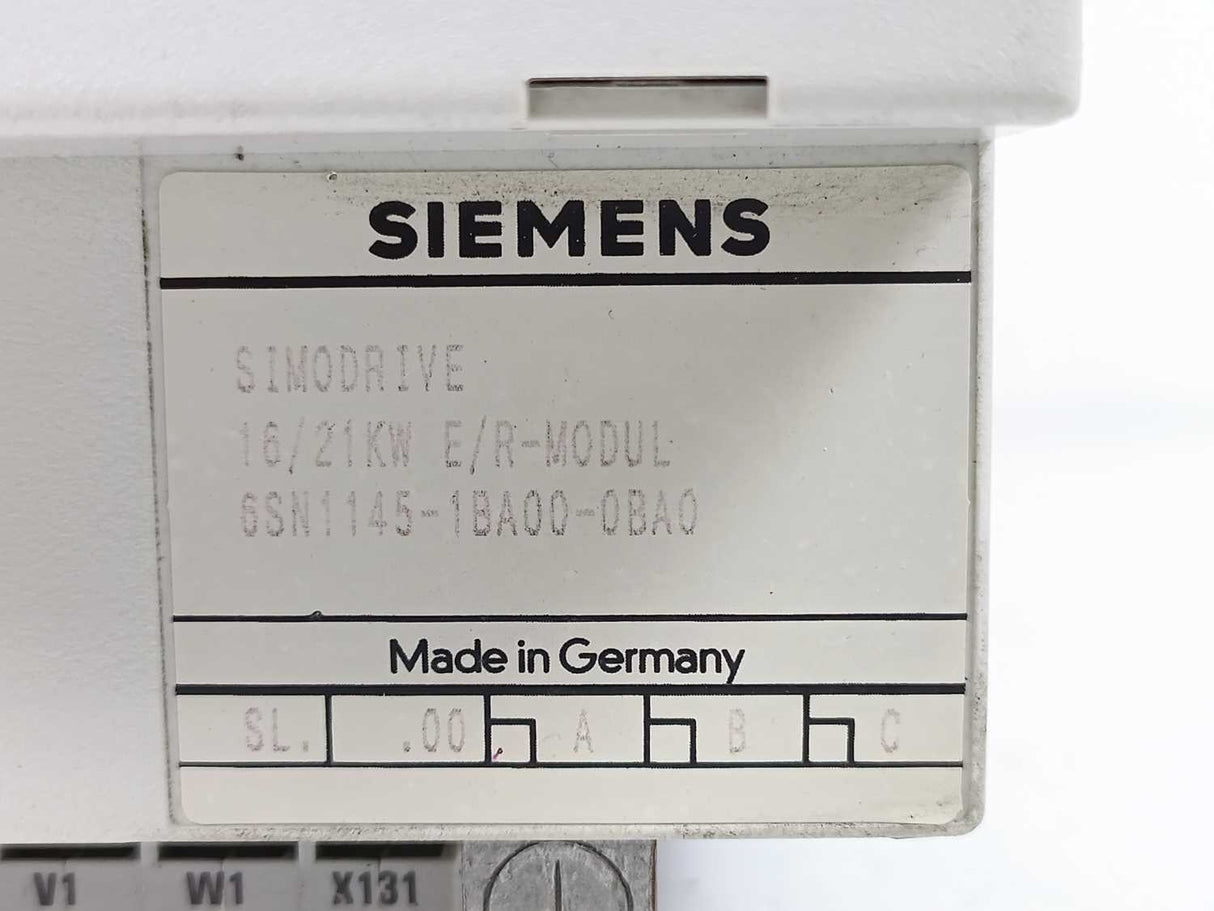 SIEMENS
SIMODRIVE
16/21KW E/R-MODUL
6SN1145-1BA00-0BA0
Made in Germany
SL. .00 A B C
V1 W1 X131